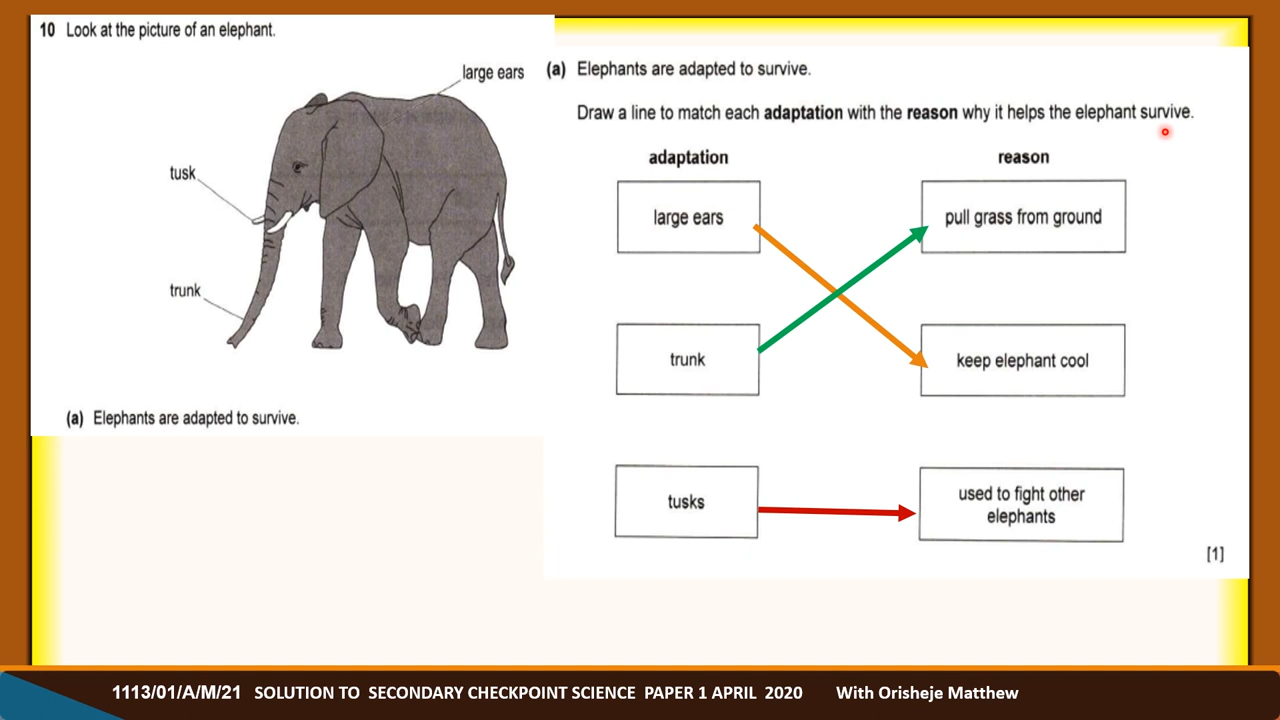 10 Look at the picture of an elephant.
large ears
tusk
trunk
(a) Elephants are adapted to survive.
(a) Elephants are adapted to survive.
Draw a line to match each adaptation with the reason why it helps the elephant survive.
adaptation reason
large ears pull grass from ground
trunk keep elephant cool
tusks used to fight other
elephants
[1]
1113/01/A/M/21 SOLUTION TO SECONDARY CHECKPOINT SCIENCE PAPER 1 APRIL 2020 With Orisheje Matthew